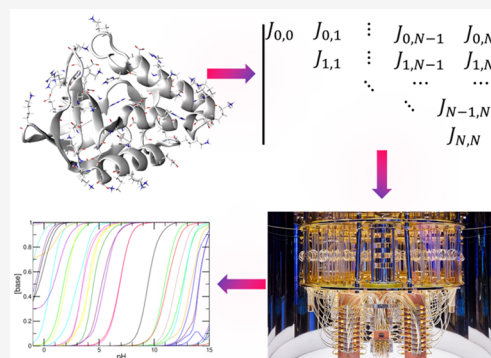 J0,0 J0,1 ⋮ J0,N-1 J0,N
J1,1 ⋮ J1,N-1 J1,N
⋱ ⋯ ⋯
⋱ JN-1,N
JN,N
1
0.8
0.6
0.4
0.2
0
[base]
0 5 10 15
pH